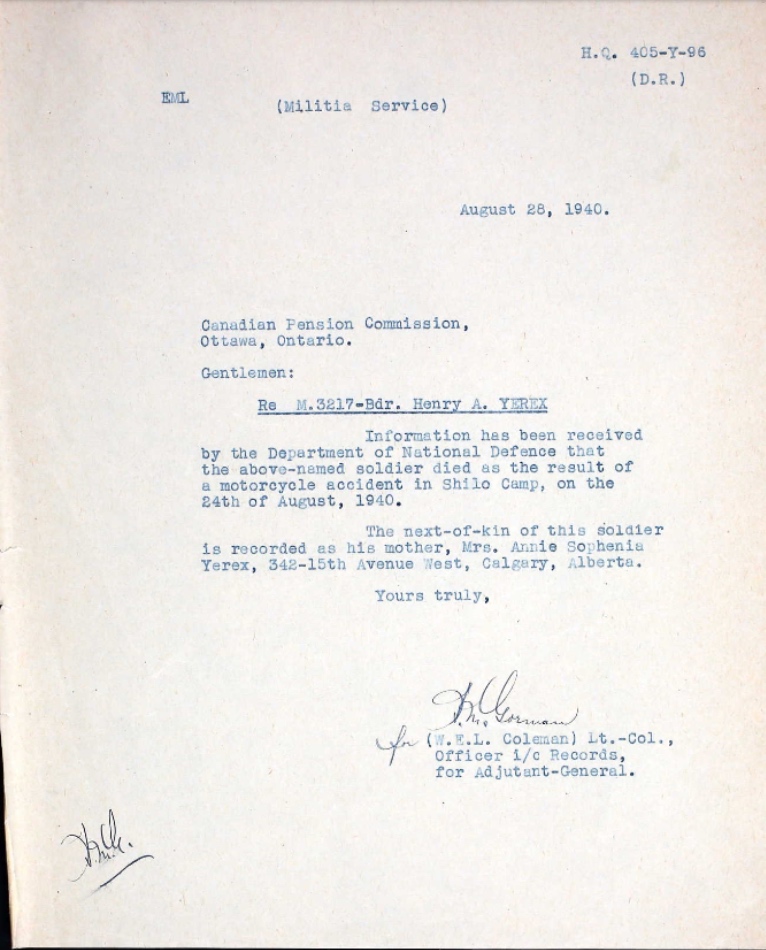 H.Q. 405-Y-96
(D.R.)
EML
(Militia Service)
August 28, 1940.
Canadian Pension Commission,
Ottawa, Ontario.
Gentlemen:
Re M.3217-Bdr. Henry A. YEREX
Information has been received
by the Department of National Defence that
the above-named soldier died as the result of
a motorcycle accident in Shilo Camp, on the
24th of August, 1940.
The next-of-kin of this soldier
is recorded as his mother, Mrs. Annie Sophenia
Yerex, 342-15th Avenue West, Calgary, Alberta.
Yours truly,
Gorman
for (W.E.L. Coleman) Lt.-Col.,
Officer i/c Records,
for Adjutant-General.